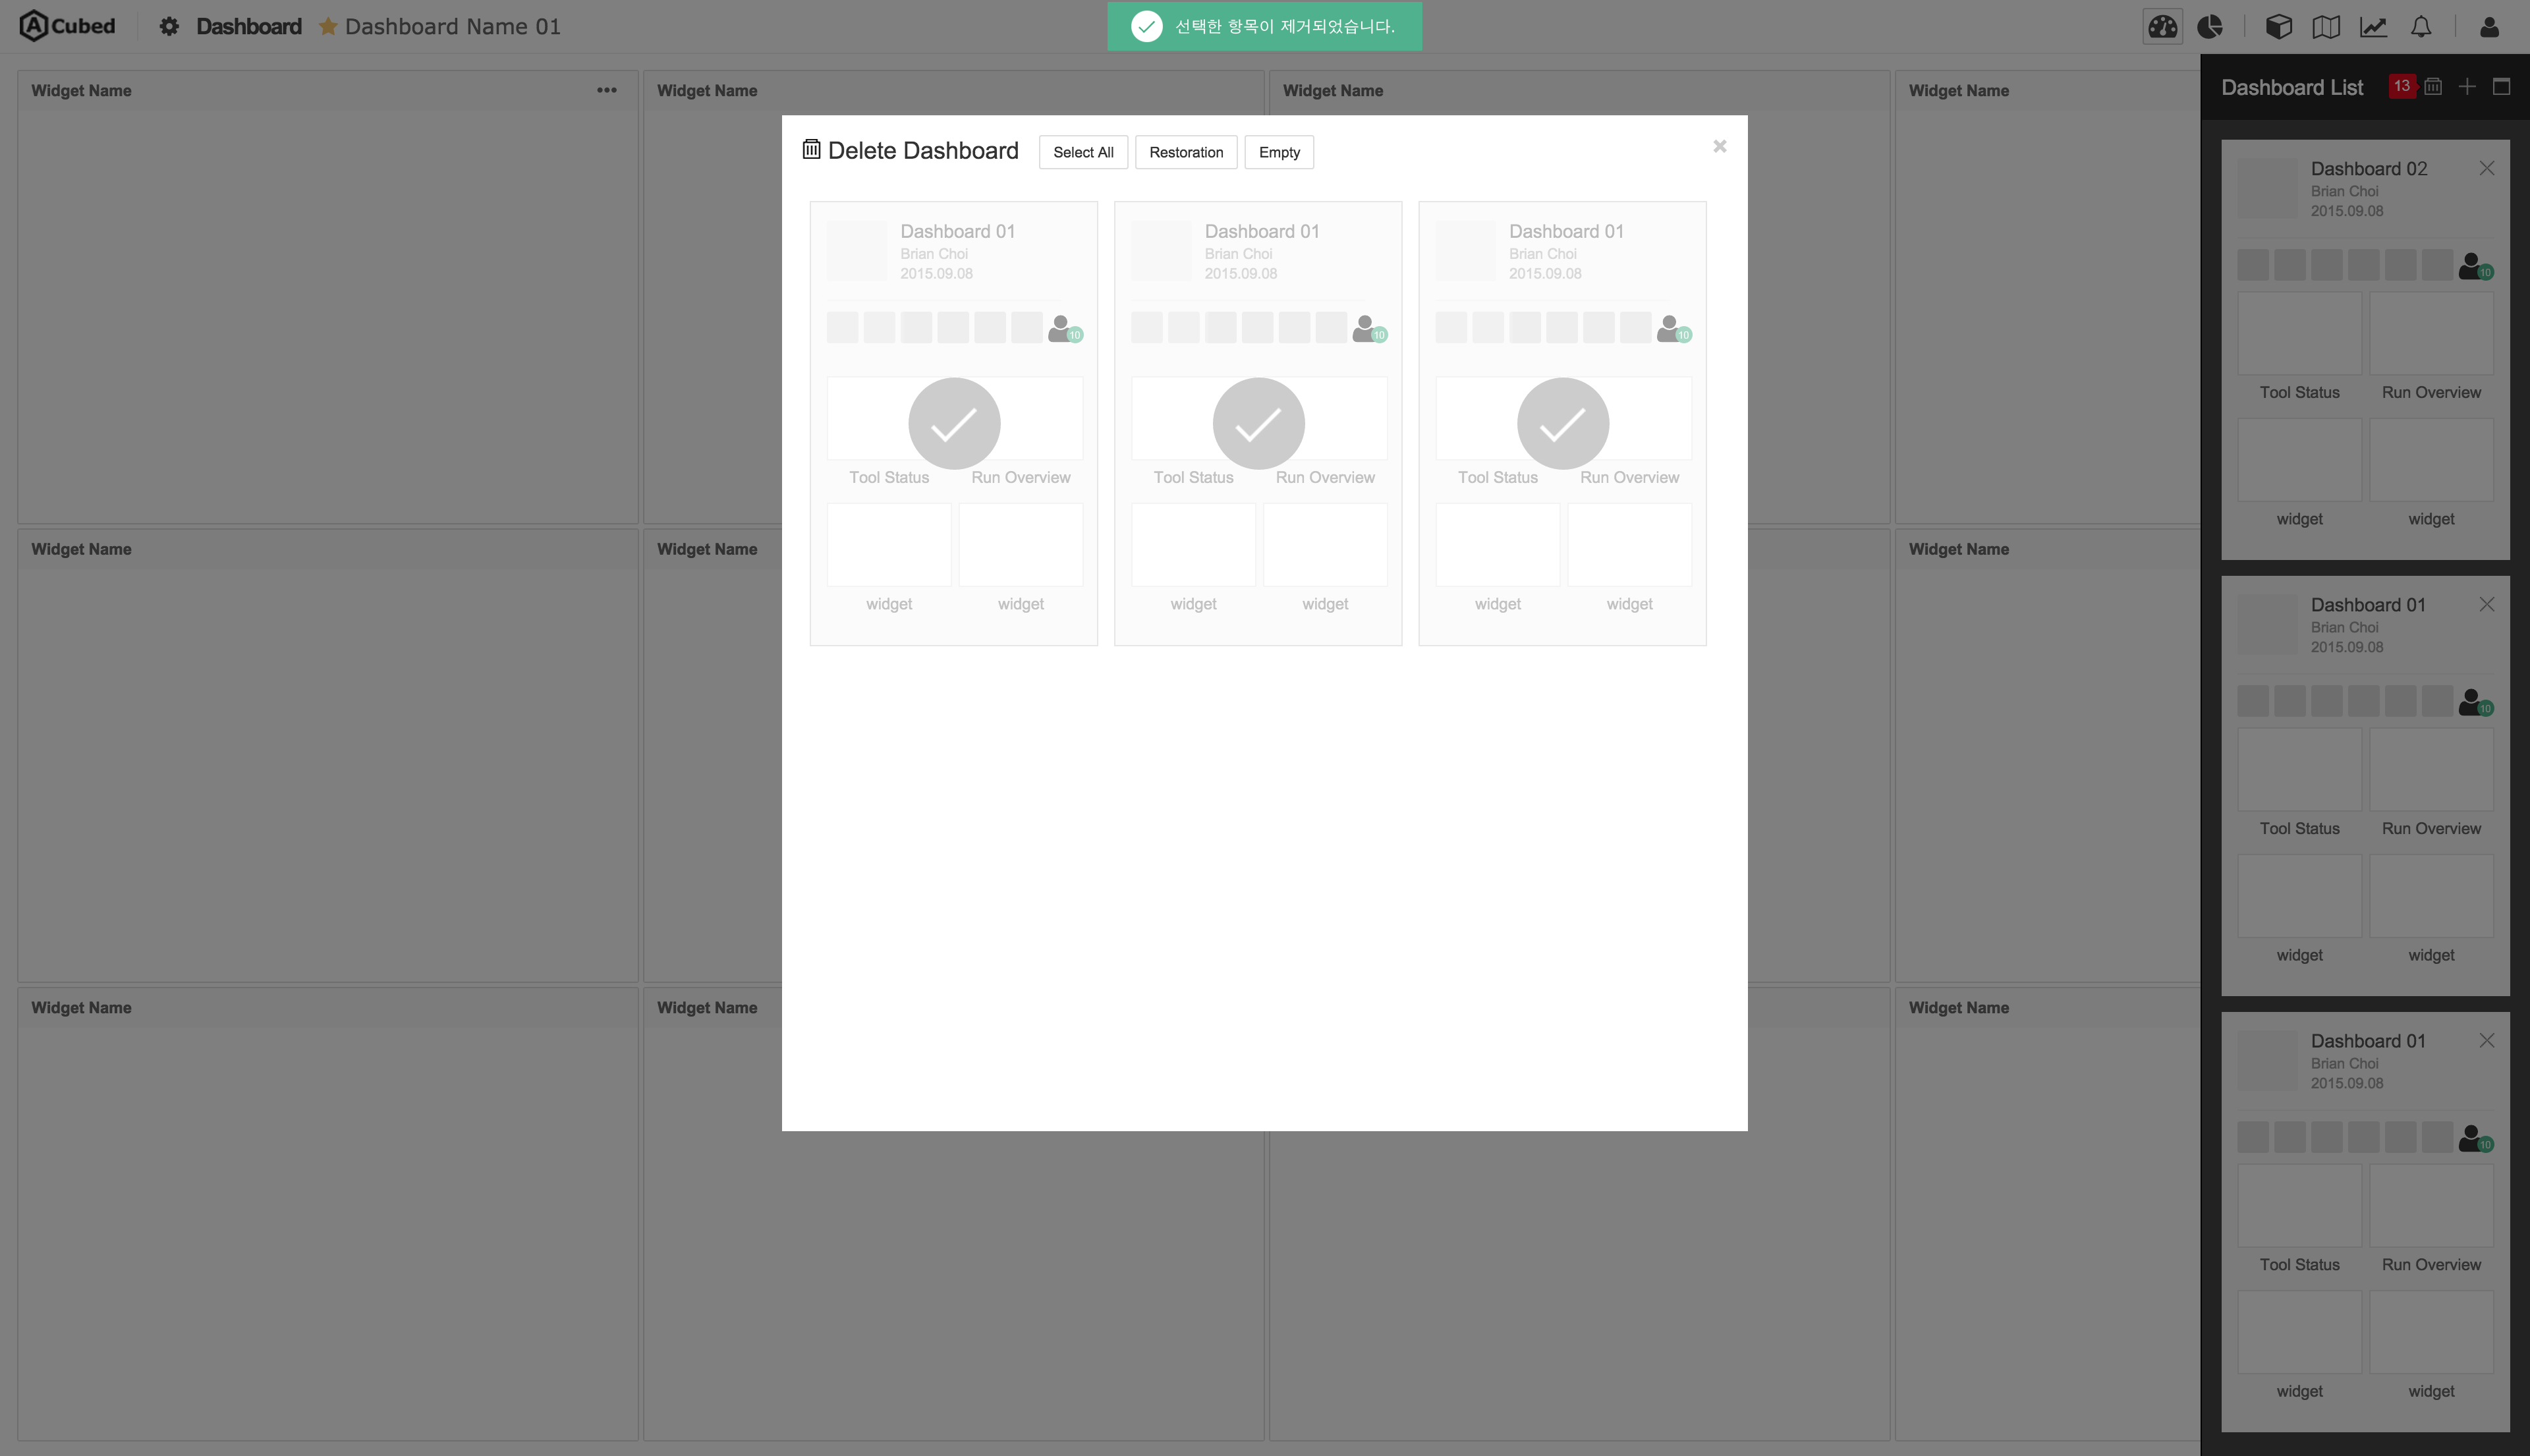 A Cubed
Dashboard
Dashboard Name 01
선택한 항목이 제거되었습니다.
Widget Name
Widget Name
Widget Name
Widget Name
Dashboard List
13
Delete Dashboard
Select All
Restoration
Empty
Dashboard 01
Brian Choi
2015.09.08
10
Tool Status
Run Overview
widget
widget
Dashboard 01
Brian Choi
2015.09.08
10
Tool Status
Run Overview
widget
widget
Dashboard 01
Brian Choi
2015.09.08
10
Tool Status
Run Overview
widget
widget
Widget Name
Widget Name
Widget Name
Widget Name
Widget Name
Widget Name
Dashboard 02
Brian Choi
2015.09.08
10
Tool Status
Run Overview
widget
widget
Dashboard 01
Brian Choi
2015.09.08
10
Tool Status
Run Overview
widget
widget
Dashboard 01
Brian Choi
2015.09.08
10
Tool Status
Run Overview
widget
widget